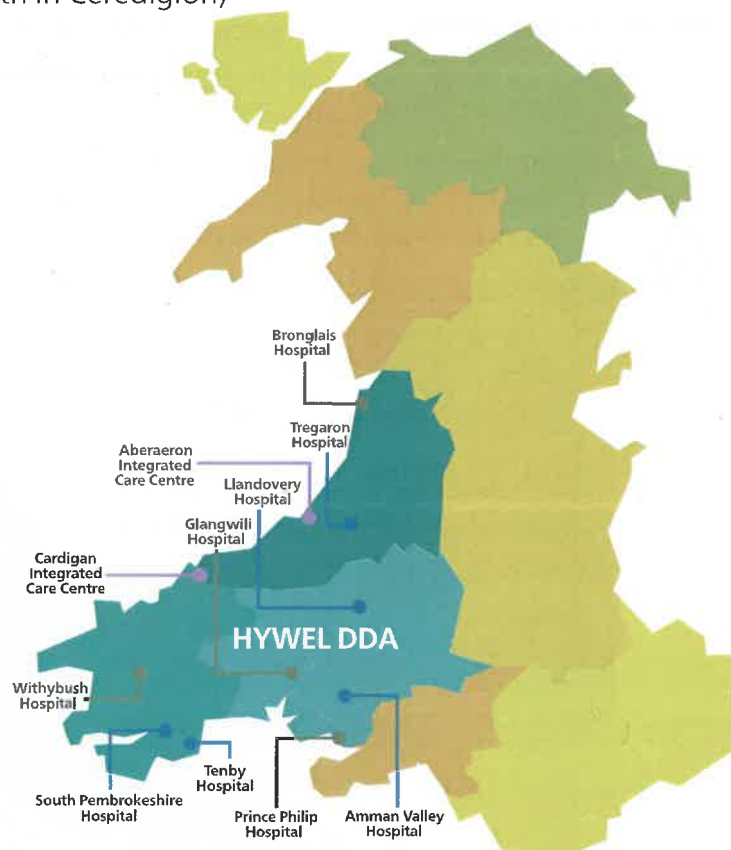 Bronglais
Hospital
Tregaron
Hospital
Aberaeron
Integrated
Care Centre
Llandovery
Hospital
Glangwili
Hospital
Cardigan
Integrated
Care Centre
HYWEL DDA
Withybush
Hospital
Tenby
Hospital
South Pembrokeshire
Hospital
Prince Philip
Hospital
Amman Valley
Hospital